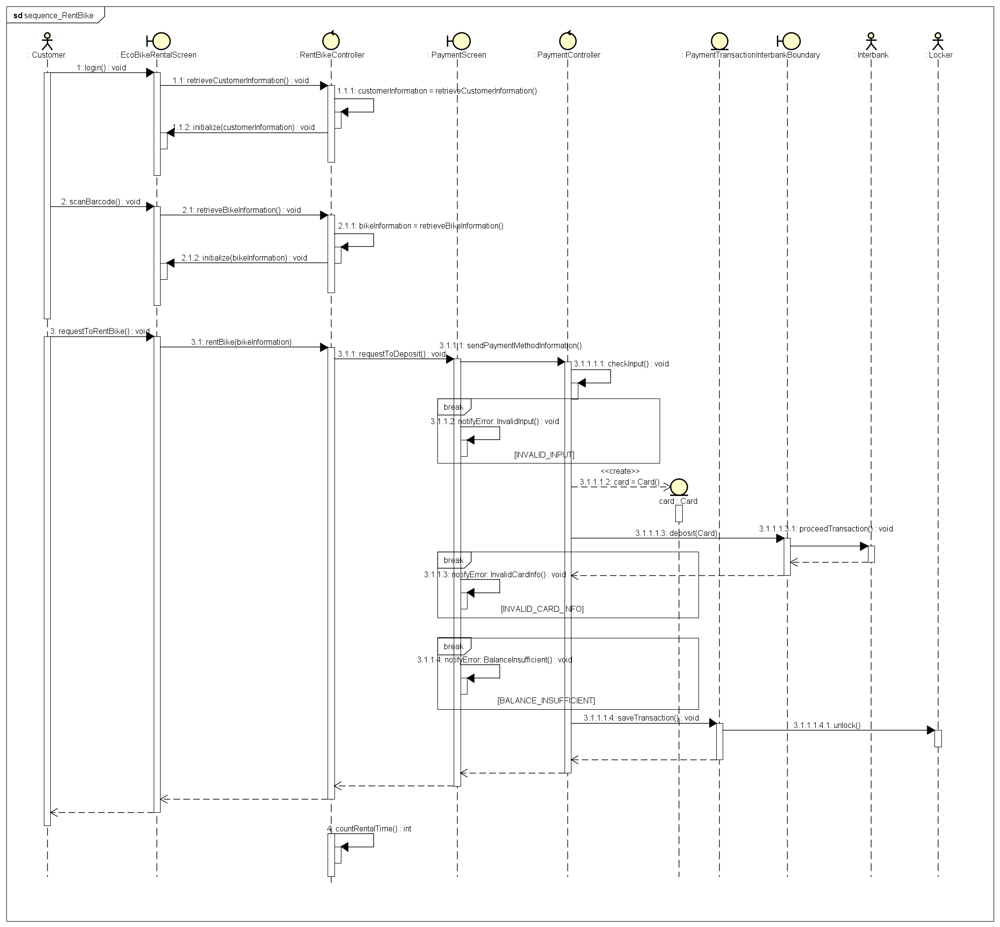 sd sequence_RentBike
: Customer
: EcoBikeRentalScreen
: RentBikeController
: PaymentScreen
: PaymentController
: PaymentTransaction
InterbankBoundary
: Interbank
: Locker
1: login() : void
1.1: retrieveCustomerInformation() : void
1.1.1: customerInformation = retrieveCustomerInformation()
1.1.2: initialize(customerInformation) : void
2: scanBarcode() : void
2.1: retrieveBikeInformation() : void
2.1.1: bikeInformation = retrieveBikeInformation()
2.1.2: initialize(bikeInformation) : void
3: requestToRentBike() : void
3.1: rentBike(bikeInformation)
3.1.1: requestToDeposit() : void
3.1.1.1: sendPaymentMethodInformation()
3.1.1.1.1: checkInput() : void
break
3.1.1.2: notifyError: InvalidInput() : void
[INVALID_INPUT]
<<create>>
3.1.1.1.2: card = Card()
card : Card
3.1.1.1.3: deposit(Card)
3.1.1.1.3.1: proceedTransaction() : void
break
3.1.1.3: notifyError: InvalidCardInfo() : void
[INVALID_CARD_INFO]
break
3.1.1.4: notifyError: BalanceInsufficient() : void
[BALANCE_INSUFFICIENT]
3.1.1.1.4: saveTransaction() : void
3.1.1.1.4.1: unlock()
4: countRentalTime() : int